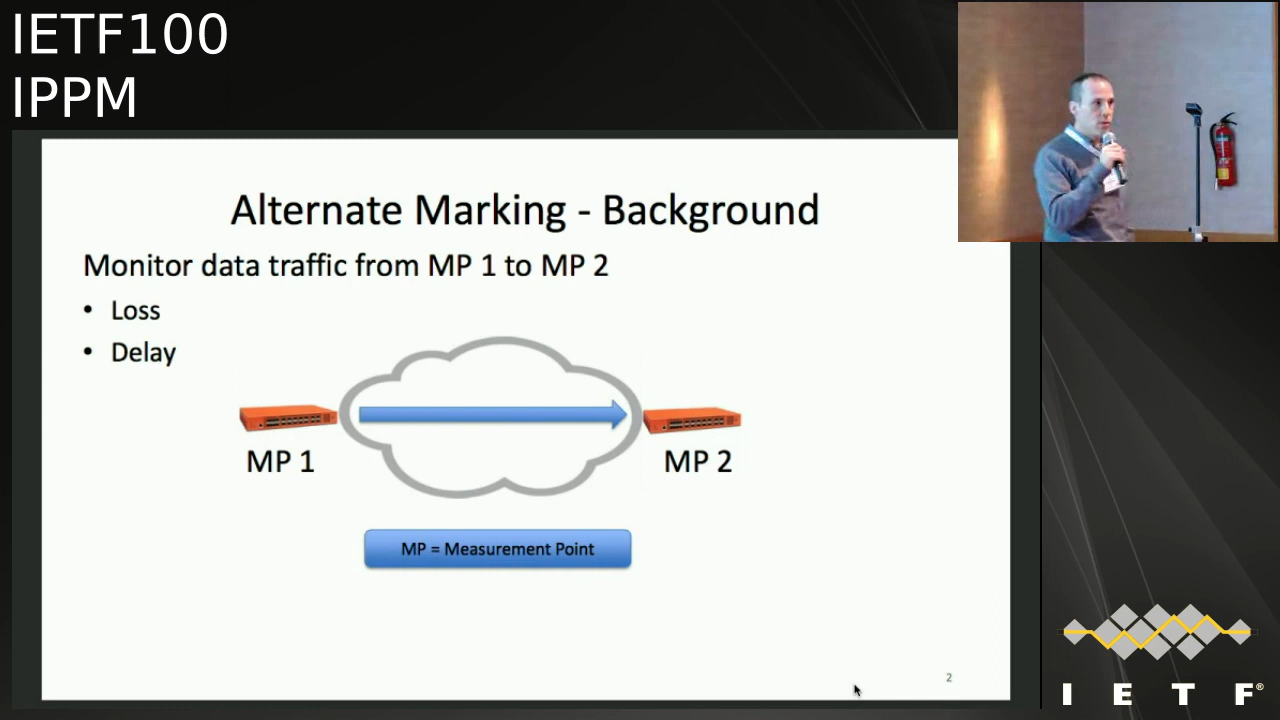 IETF100
IPPM
Alternate Marking - Background
Monitor data traffic from MP 1 to MP 2
• Loss
• Delay
MP 1
MP 2
MP = Measurement Point
2
I E T F®